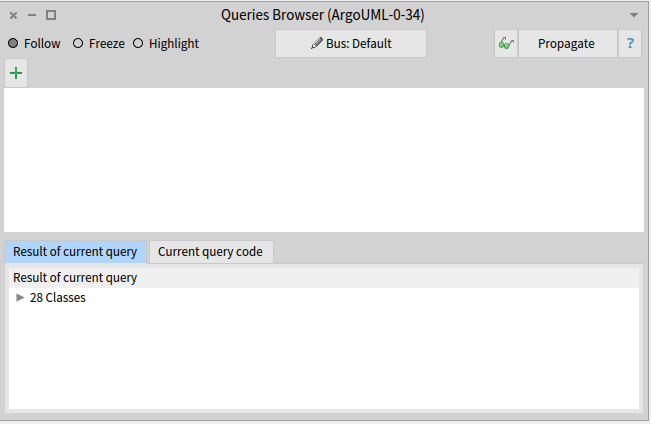 Queries Browser (ArgoUML-0-34)
Follow Freeze Highlight Bus: Default Propagate ?
Result of current query Current query code
Result of current query
28 Classes